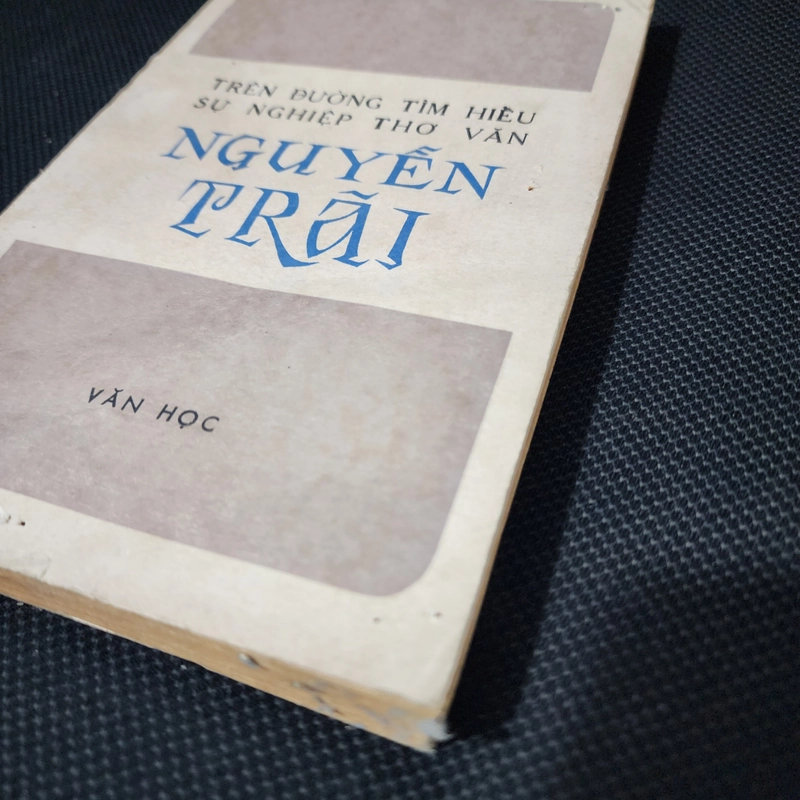 TRÊN ĐƯỜNG TÌM HIỂU
SỰ NGHIỆP THƠ VĂN
NGUYỄN
TRÃI
VĂN HỌC